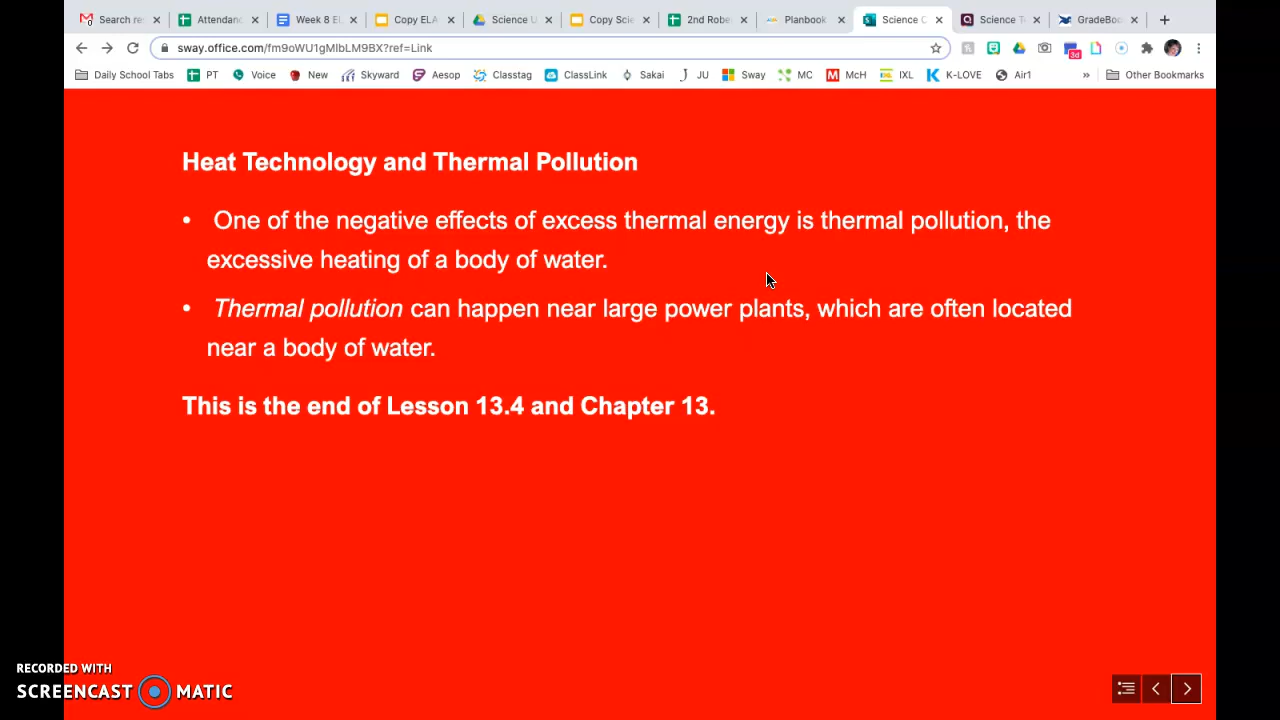 Search re
Attendanc
Week 8 EL
Copy ELA
Science U
Copy Scie
2nd Robe
Planbook
Science C
Science T
GradeBoo
sway.office.com/fm9oWU1gMlbLM9BX?ref=Link
3d
Daily School Tabs
PT
Voice
New
Skyward
Aesop
Classtag
ClassLink
Sakai
JU
Sway
MC
McH
IXL
K-LOVE
Air1
»
Other Bookmarks
Heat Technology and Thermal Pollution
• One of the negative effects of excess thermal energy is thermal pollution, the
excessive heating of a body of water.
• Thermal pollution can happen near large power plants, which are often located
near a body of water.
This is the end of Lesson 13.4 and Chapter 13.
RECORDED WITH
SCREENCAST MATIC